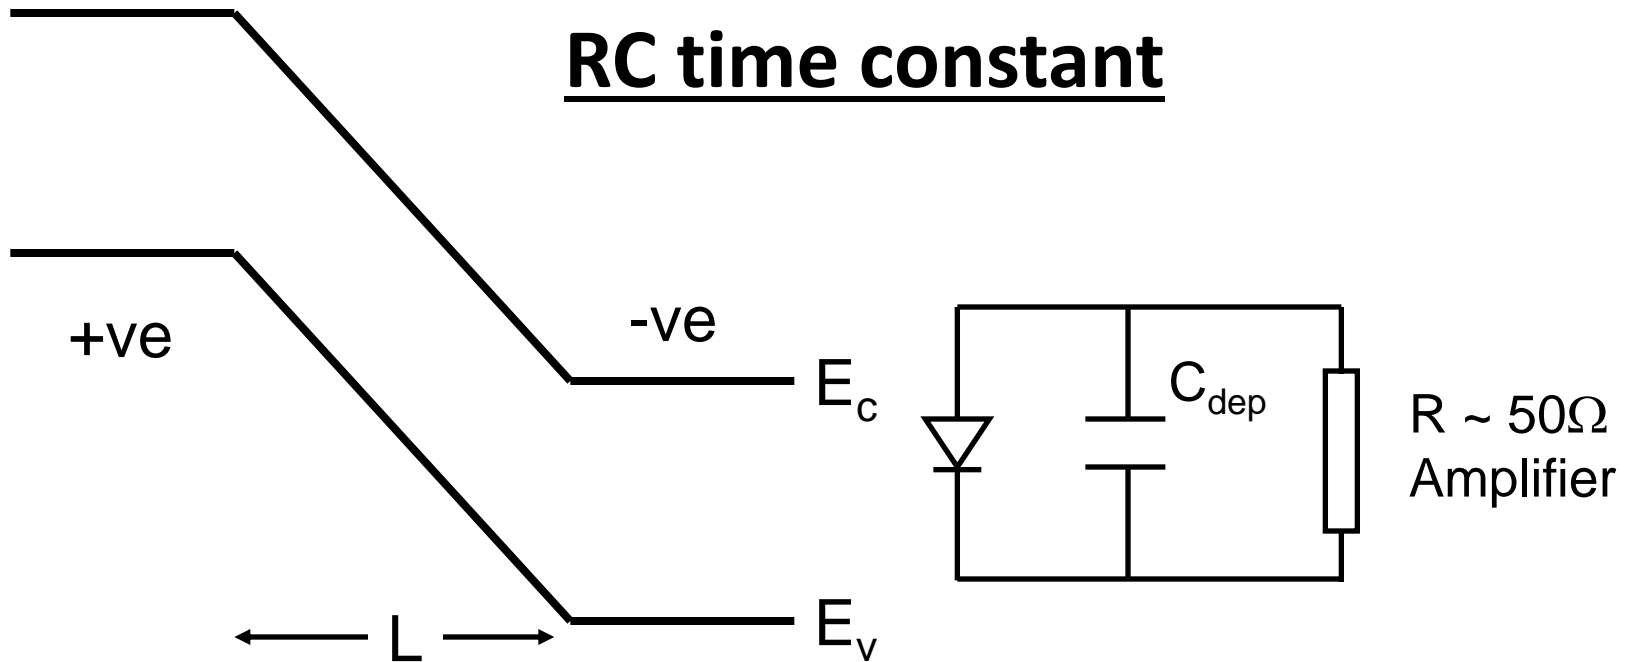 RC time constant
+ve
-ve
E_c
C_dep
R ~ 50Ω
Amplifier
L
E_v